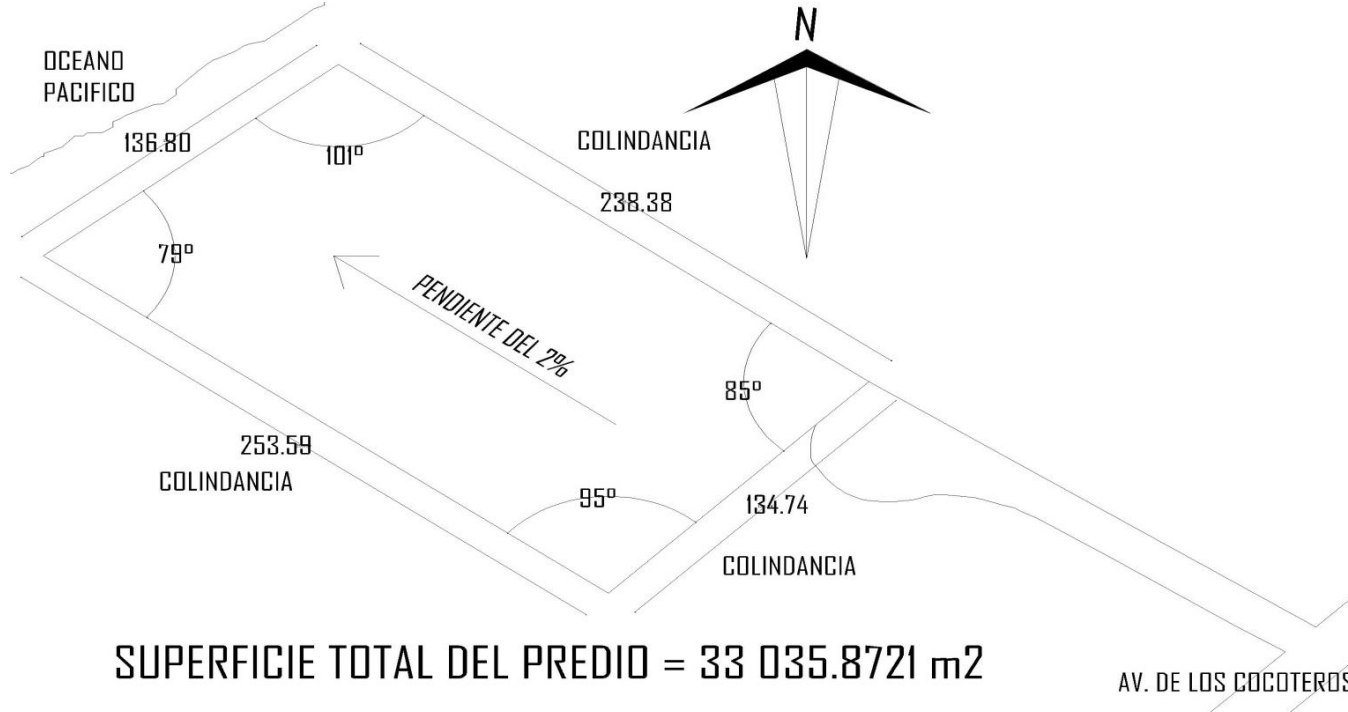 N
OCEANO
PACIFICO
136.80
101º
COLINDANCIA
238.38
79º
PENDIENTE DEL 2%
85º
253.59
COLINDANCIA
95º
134.74
COLINDANCIA
SUPERFICIE TOTAL DEL PREDIO = 33 035.8721 m2
AV. DE LOS COCOTEROS